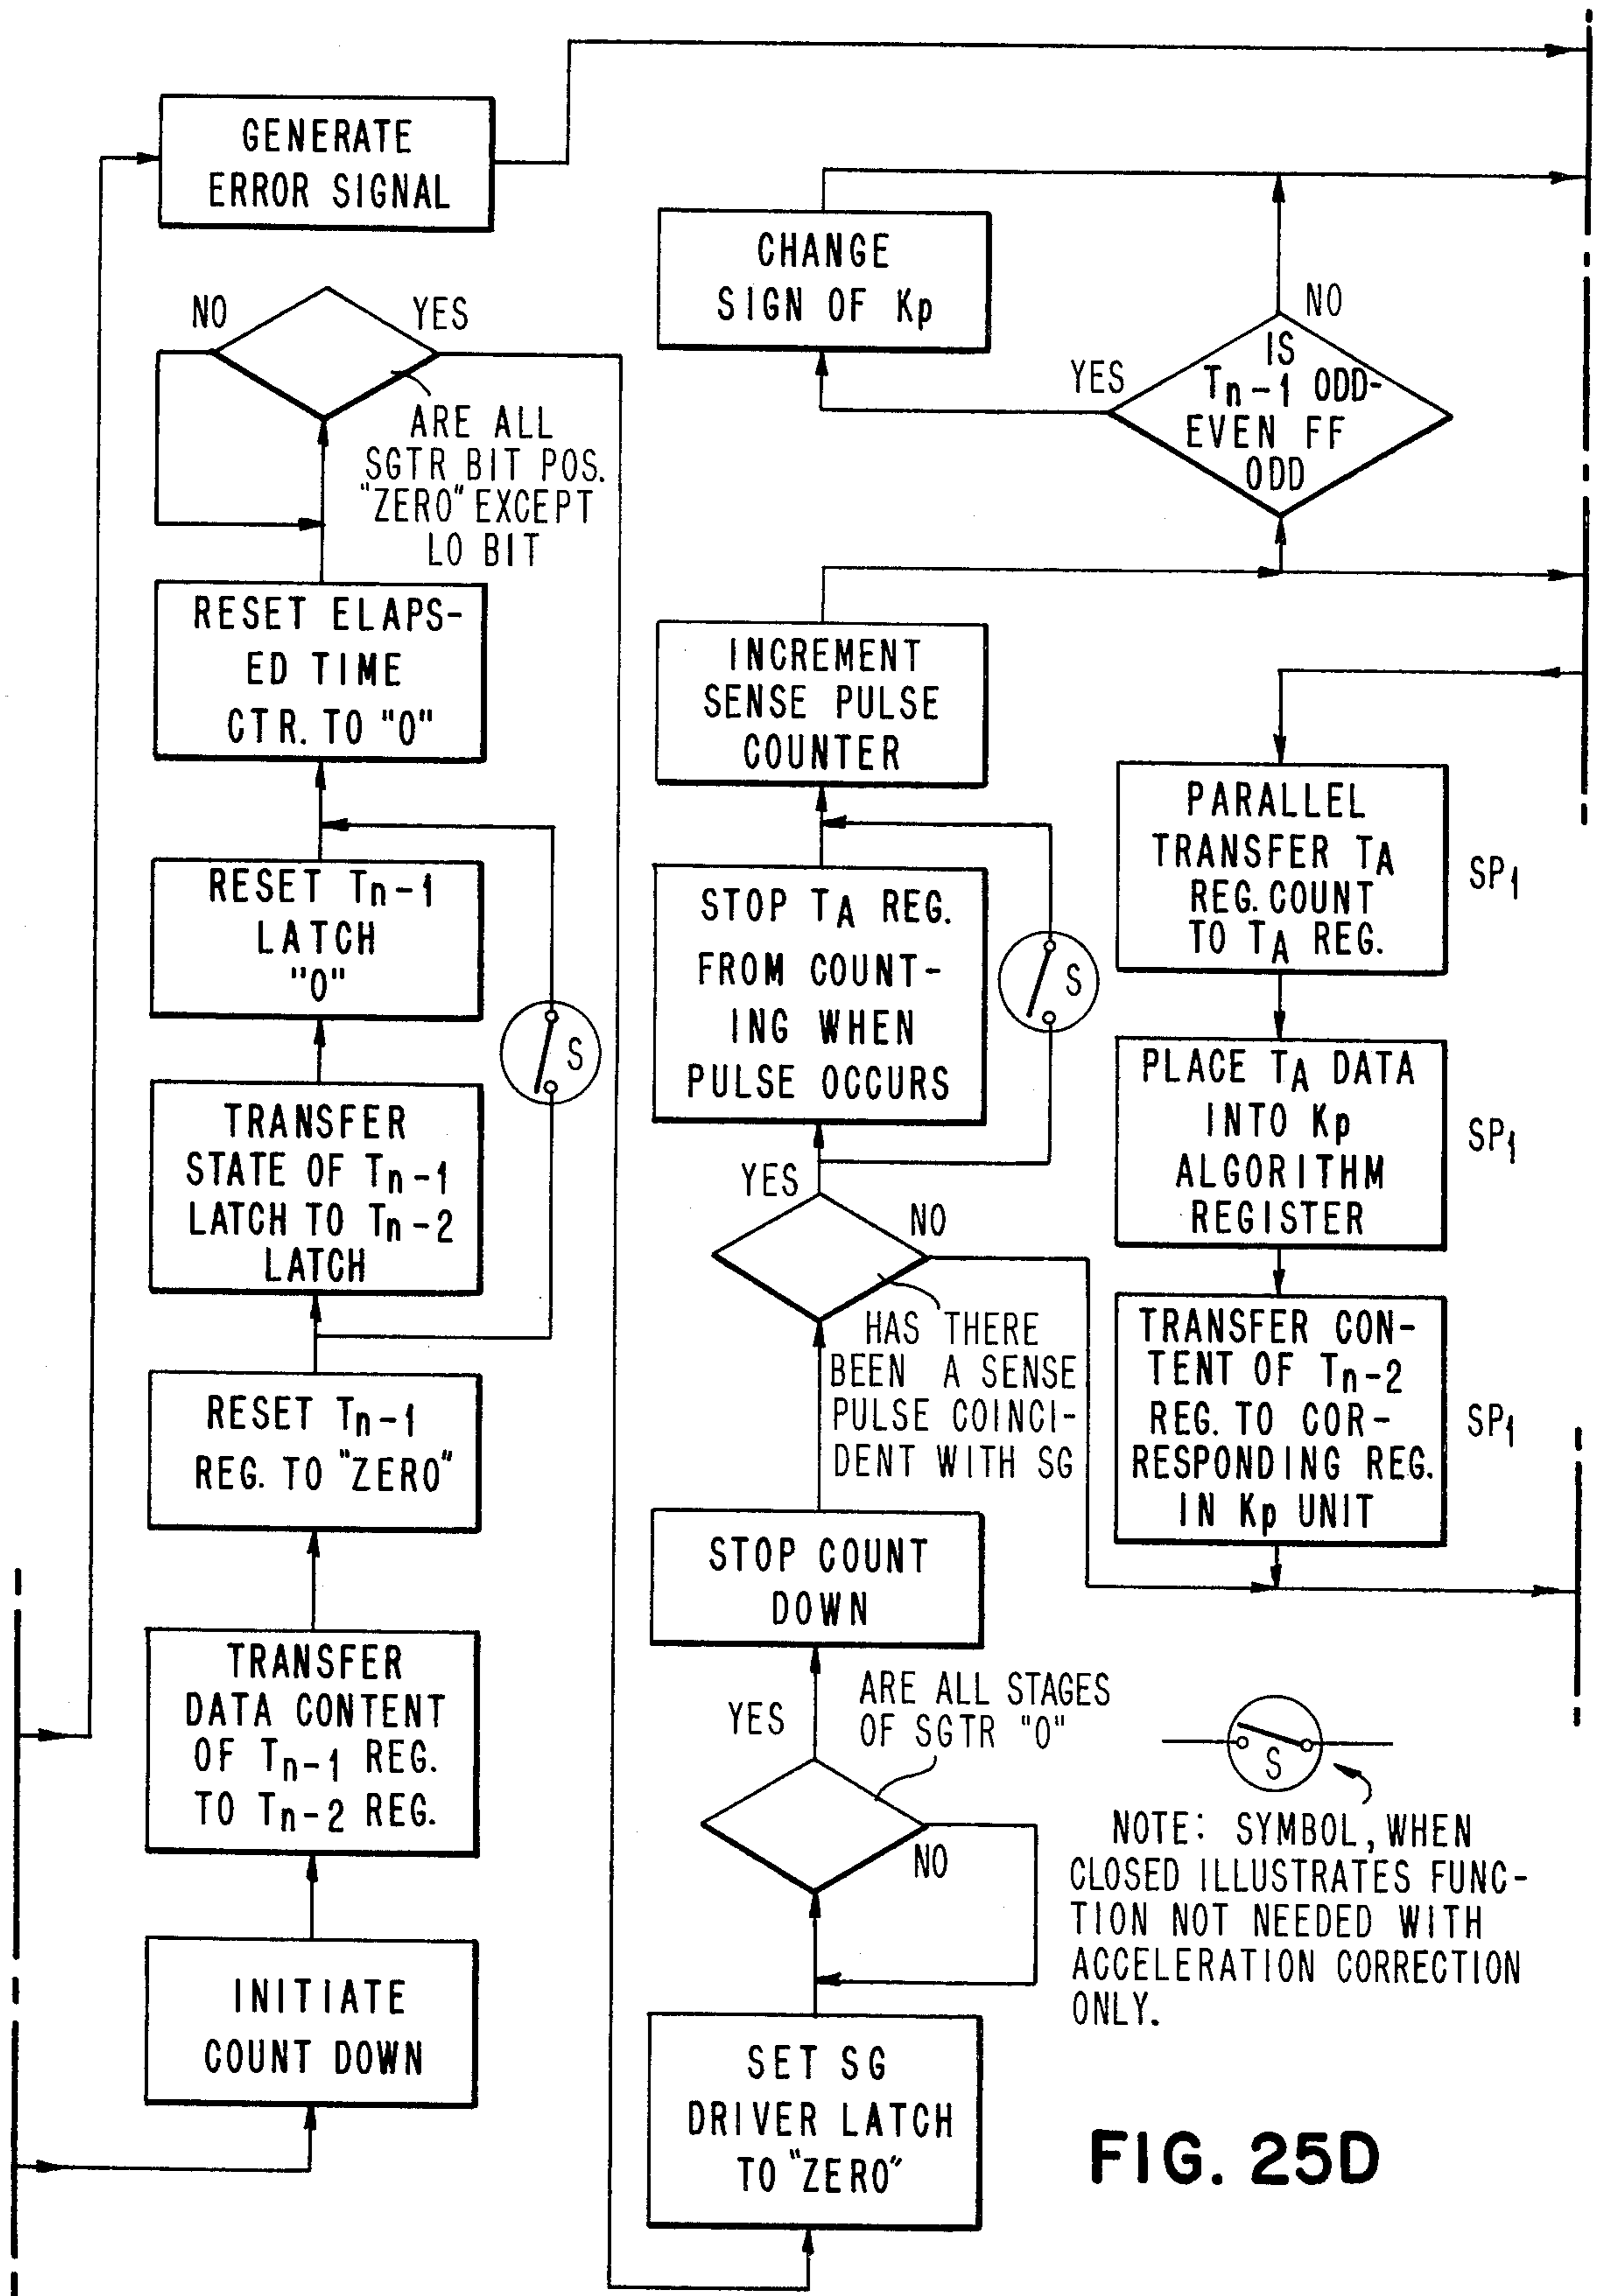 GENERATE
ERROR SIGNAL
NO
YES
ARE ALL
SGTR BIT POS.
"ZERO" EXCEPT
LO BIT
RESET ELAPS-
ED TIME
CTR. TO "0"
RESET Tn-1
LATCH
"0"
S
TRANSFER
STATE OF Tn-1
LATCH TO Tn-2
LATCH
RESET Tn-1
REG. TO "ZERO"
TRANSFER
DATA CONTENT
OF Tn-1 REG.
TO Tn-2 REG.
INITIATE
COUNT DOWN
CHANGE
SIGN OF Kp
YES
NO
IS
Tn-1 ODD-
EVEN FF
ODD
INCREMENT
SENSE PULSE
COUNTER
STOP TA REG.
FROM COUNT-
ING WHEN
PULSE OCCURS
S
YES
NO
HAS THERE
BEEN A SENSE
PULSE COINCI-
DENT WITH SG
STOP COUNT
DOWN
YES
ARE ALL STAGES
OF SGTR "0"
NO
SET SG
DRIVER LATCH
TO "ZERO"
PARALLEL
TRANSFER TA
REG. COUNT
TO TA REG.
SP1
PLACE TA DATA
INTO Kp
ALGORITHM
REGISTER
SP1
TRANSFER CON-
TENT OF Tn-2
REG. TO COR-
RESPONDING REG.
IN Kp UNIT
SP1
S
NOTE: SYMBOL, WHEN
CLOSED ILLUSTRATES FUNC-
TION NOT NEEDED WITH
ACCELERATION CORRECTION
ONLY.
FIG. 25D